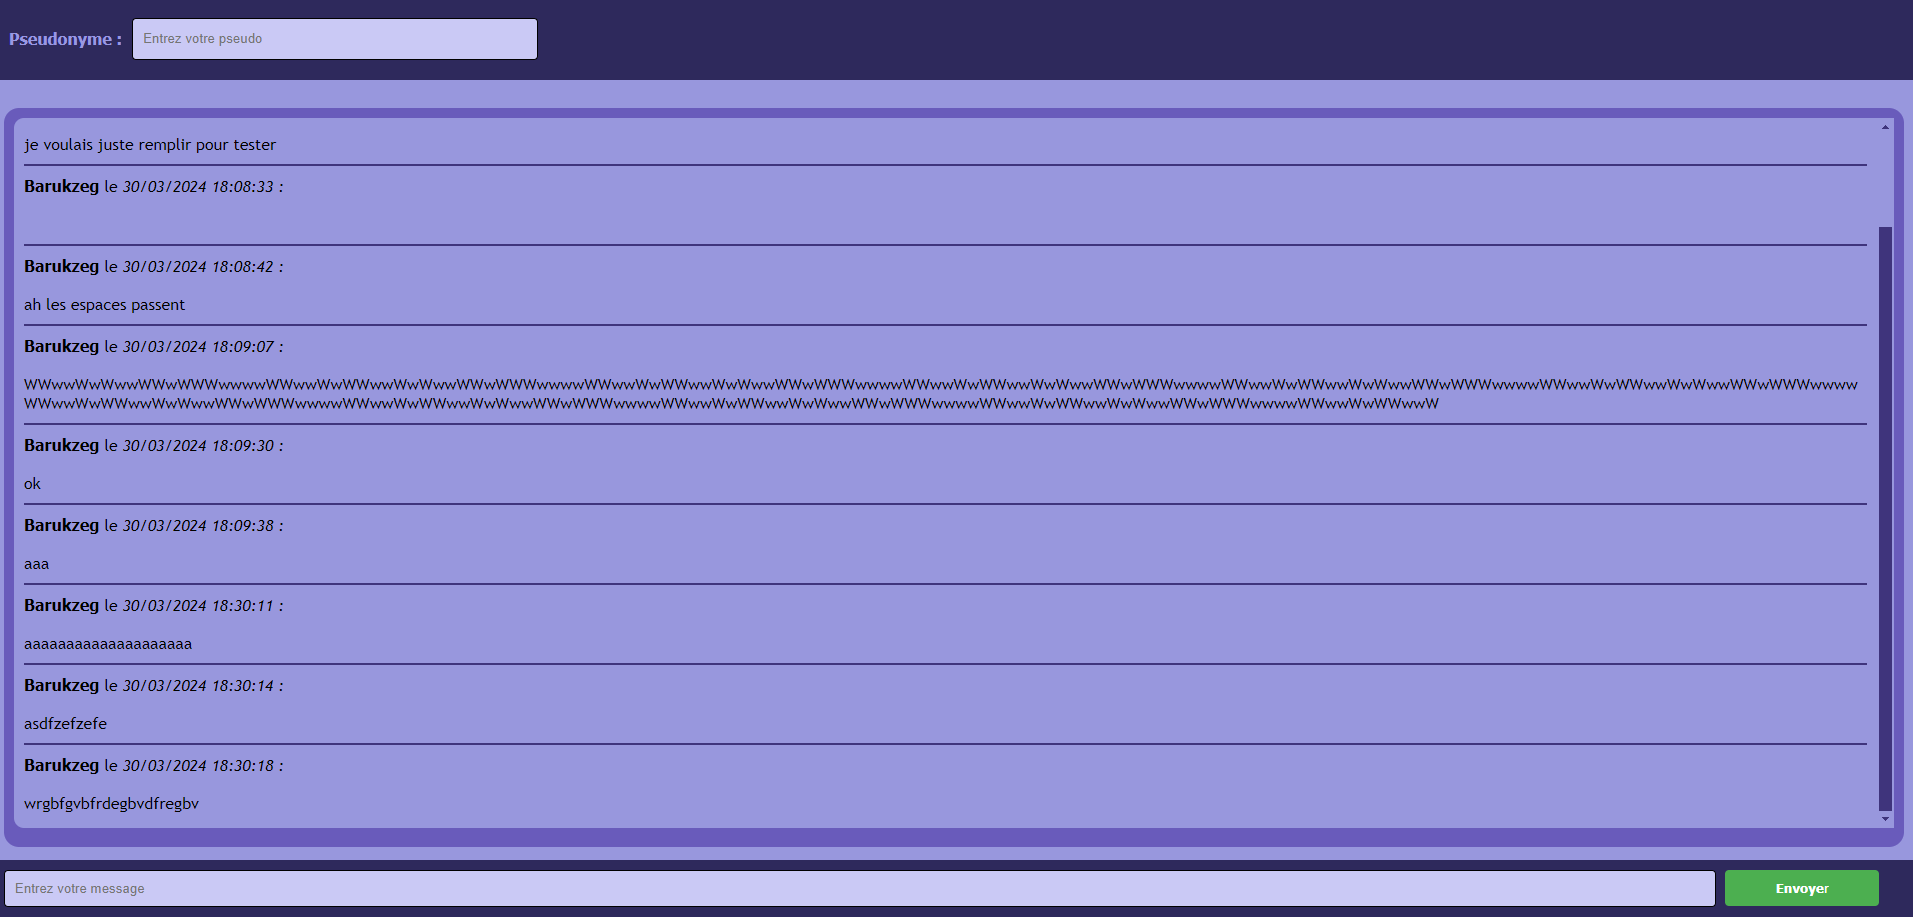 Pseudonyme :
Entrez votre pseudo
je voulais juste remplir pour tester
Barukzeg le 30/03/2024 18:08:33 :
Barukzeg le 30/03/2024 18:08:42 :
ah les espaces passent
Barukzeg le 30/03/2024 18:09:07 :
Barukzeg le 30/03/2024 18:09:30 :
ok
Barukzeg le 30/03/2024 18:09:38 :
aaa
Barukzeg le 30/03/2024 18:30:11 :
aaaaaaaaaaaaaaaaaaaa
Barukzeg le 30/03/2024 18:30:14 :
asdfzefzefe
Barukzeg le 30/03/2024 18:30:18 :
wrgbfgvbfrdegbvdfregbv
Entrez votre message
Envoyer